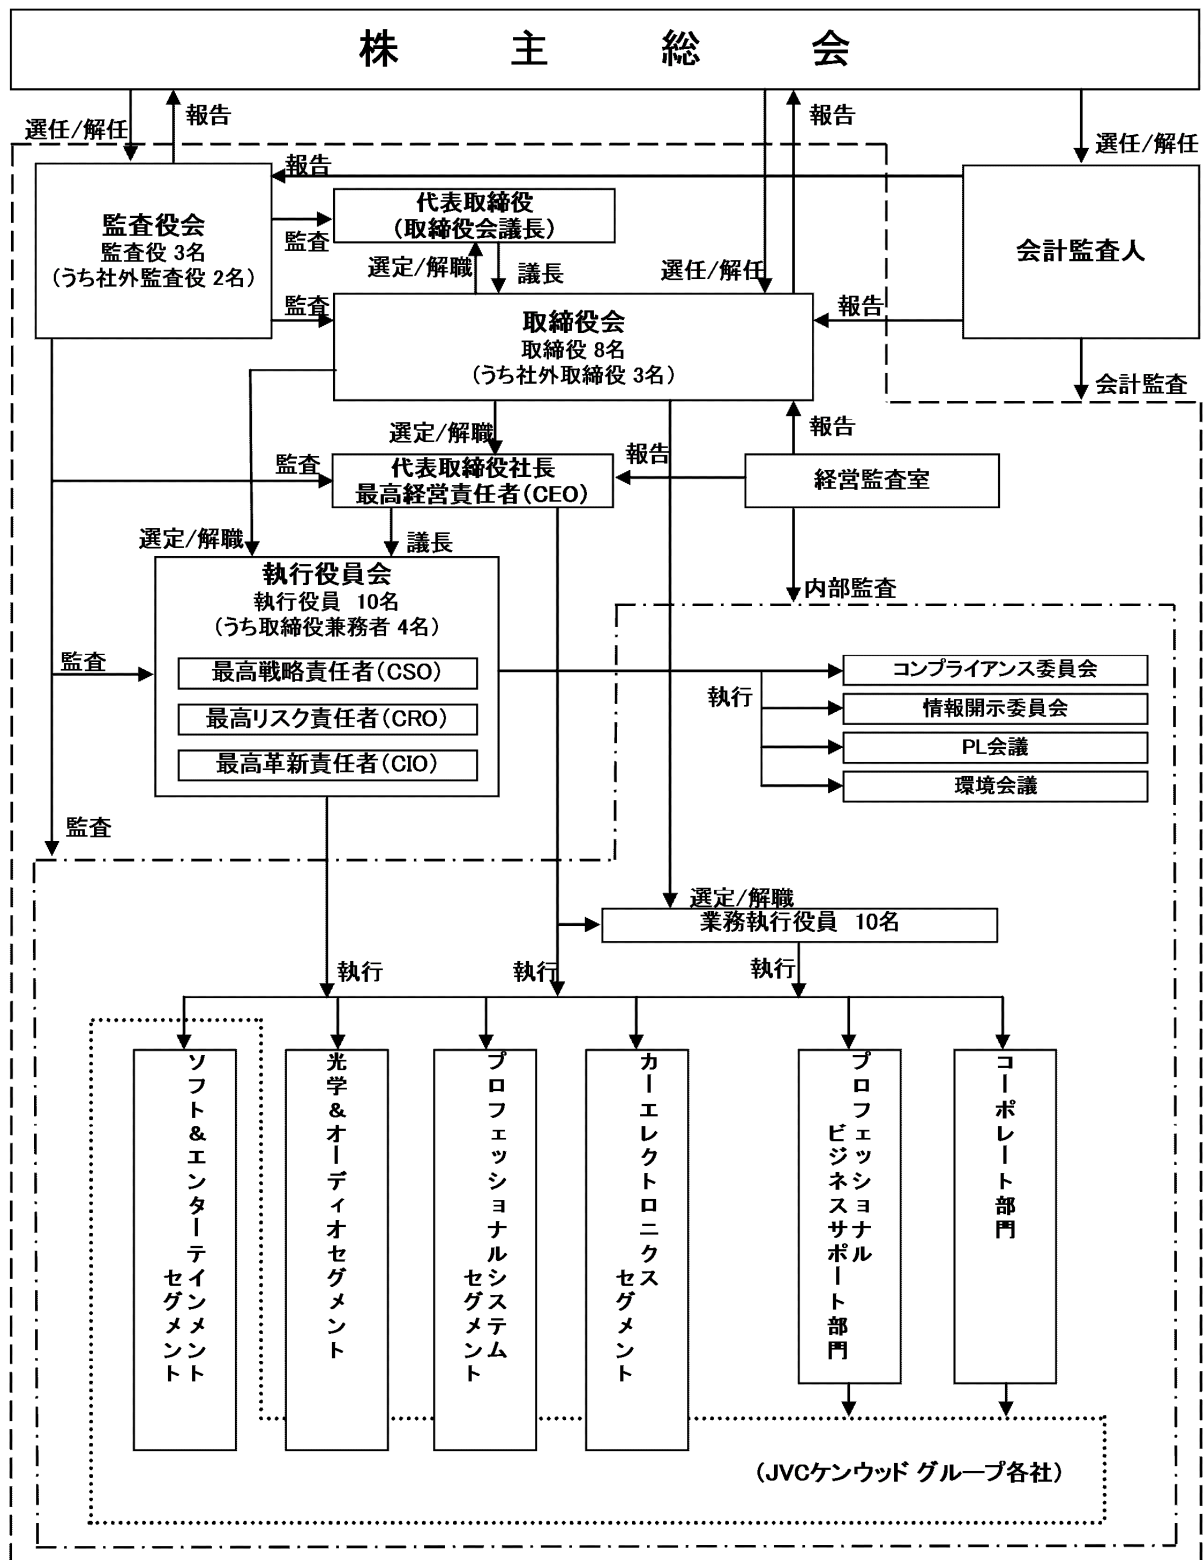 株主総会
選任/解任
報告
報告
選任/解任
報告
監査役会
監査役 3名
(うち社外監査役 2名)
代表取締役
(取締役会議長)
会計監査人
監査
選定/解職
議長
選任/解任
監査
報告
取締役会
取締役 8名
(うち社外取締役 3名)
会計監査
選定/解職
報告
監査
報告
代表取締役社長
最高経営責任者(CEO)
経営監査室
選定/解職
議長
内部監査
執行役員会
執行役員 10名
(うち取締役兼務者 4名)
監査
最高戦略責任者(CSO)
最高リスク責任者(CRO)
最高革新責任者(CIO)
執行
コンプライアンス委員会
情報開示委員会
PL会議
環境会議
監査
選定/解職
業務執行役員 10名
執行
執行
執行
ソフト&エンターテインメント
セグメント
光学&オーディオセグメント
プロフェッショナルシステム
セグメント
カーエレクトロニクス
セグメント
プロフェッショナル
ビジネスサポート部門
コーポレート部門
(JVCケンウッド グループ各社)